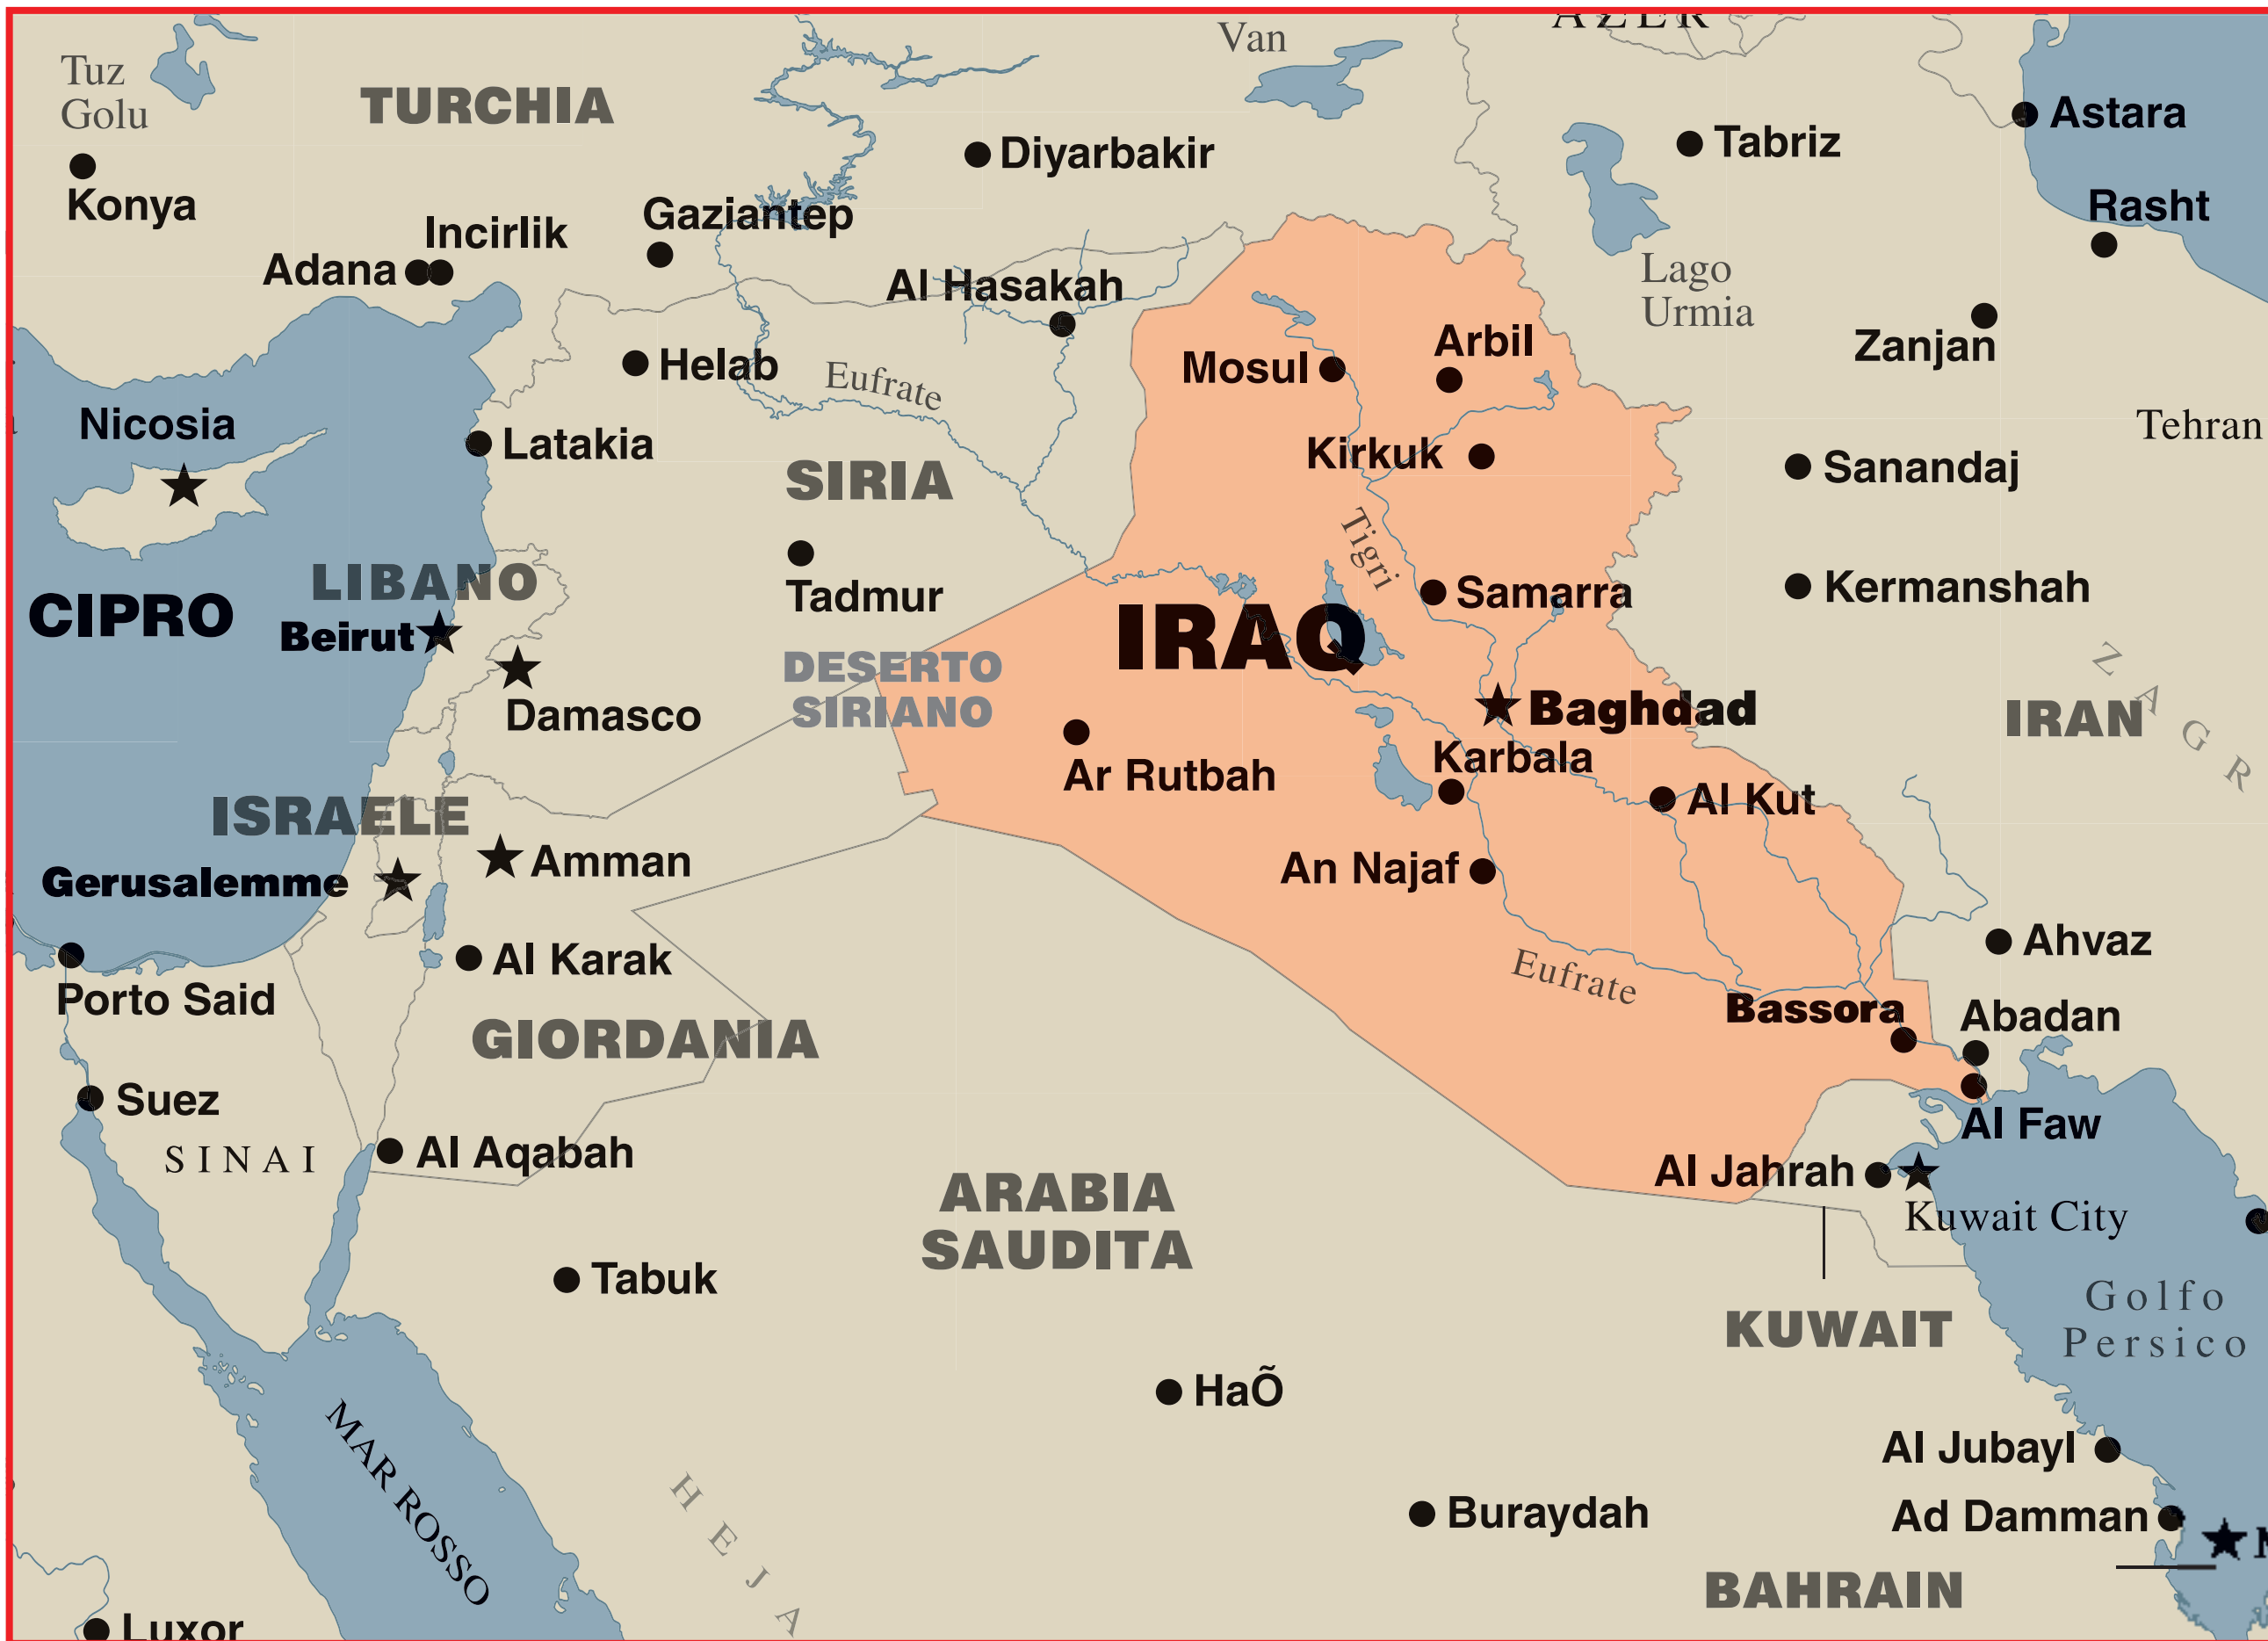 Van
AZER
Tuz
Golu
TURCHIA
Astara
Tabriz
Diyarbakir
Konya
Gaziantep
Rasht
Incirlik
Adana
Al Hasakah
Lago
Urmia
Arbil
Zanjan
Helab
Mosul
Eufrate
Nicosia
Tehran
Latakia
Kirkuk
Sanandaj
SIRIA
Tigri
LIBANO
Tadmur
Samarra
Kermanshah
CIPRO
Beirut
IRAQ
DESERTO
SIRIANO
ZAGR
Damasco
Baghdad
IRAN
Karbala
Ar Rutbah
Al Kut
ISRAELE
Amman
An Najaf
Gerusalemme
Al Karak
Ahvaz
Eufrate
Porto Said
Bassora
Abadan
GIORDANIA
Suez
Al Faw
SINAI
Al Aqabah
Al Jahrah
ARABIA
SAUDITA
Kuwait City
Tabuk
Golfo
Persico
KUWAIT
HaÕ
MAR ROSSO
Al Jubayl
HEJA
Buraydah
Ad Damman
BAHRAIN
Luxor